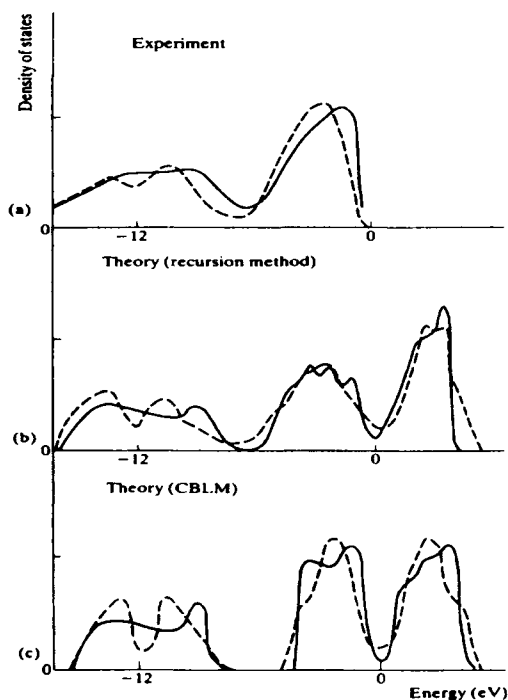 Density of states
Experiment
(a)
0
−12
0
Theory (recursion method)
(b)
0
−12
0
Theory (CBLM)
(c)
0
−12
0
Energy (eV)